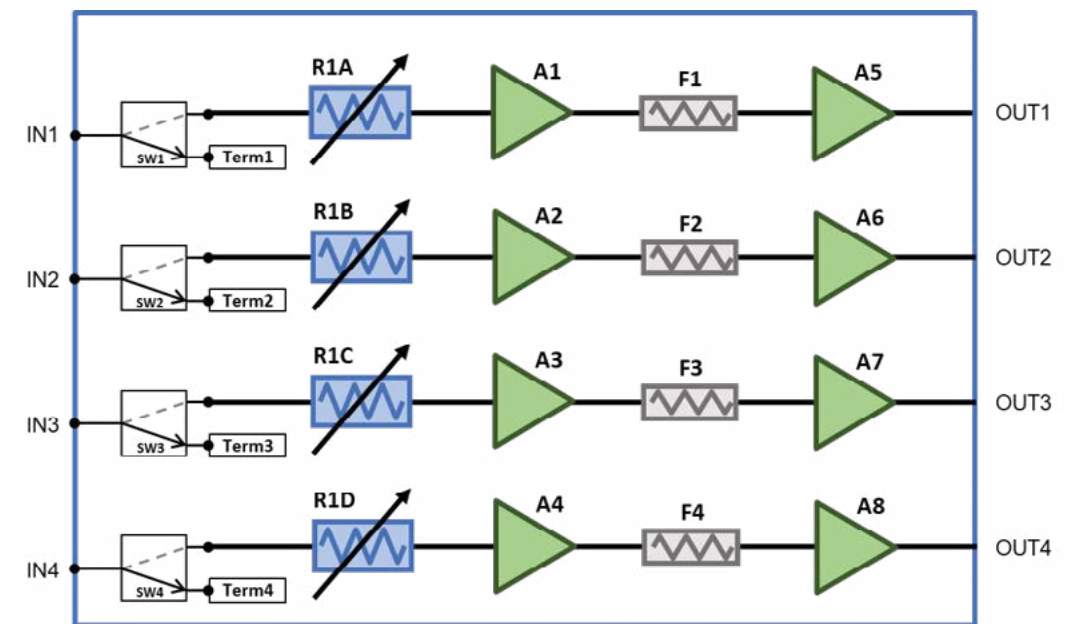 R1A A1 F1 A5
IN1 SW1 Term1 OUT1
R1B A2 F2 A6
IN2 SW2 Term2 OUT2
R1C A3 F3 A7
IN3 SW3 Term3 OUT3
R1D A4 F4 A8
IN4 SW4 Term4 OUT4